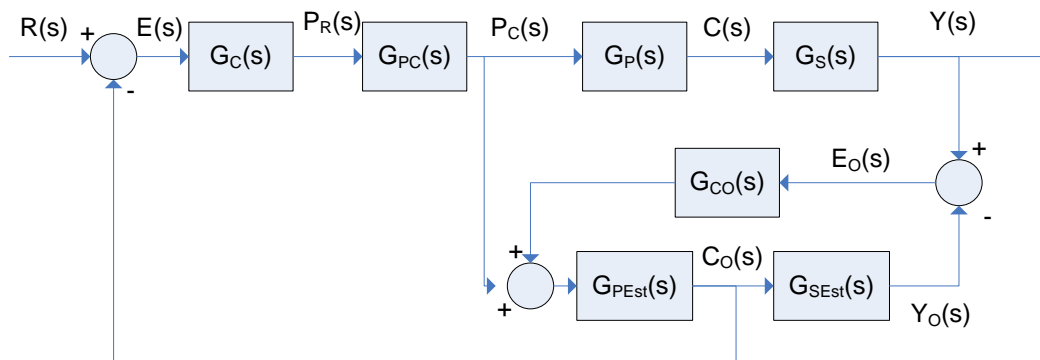 R(s)
+
-
E(s)
G_C(s)
P_R(s)
G_PC(s)
P_C(s)
G_P(s)
C(s)
G_S(s)
Y(s)
+
-
E_O(s)
G_CO(s)
+
+
G_PEst(s)
C_O(s)
G_SEst(s)
Y_O(s)